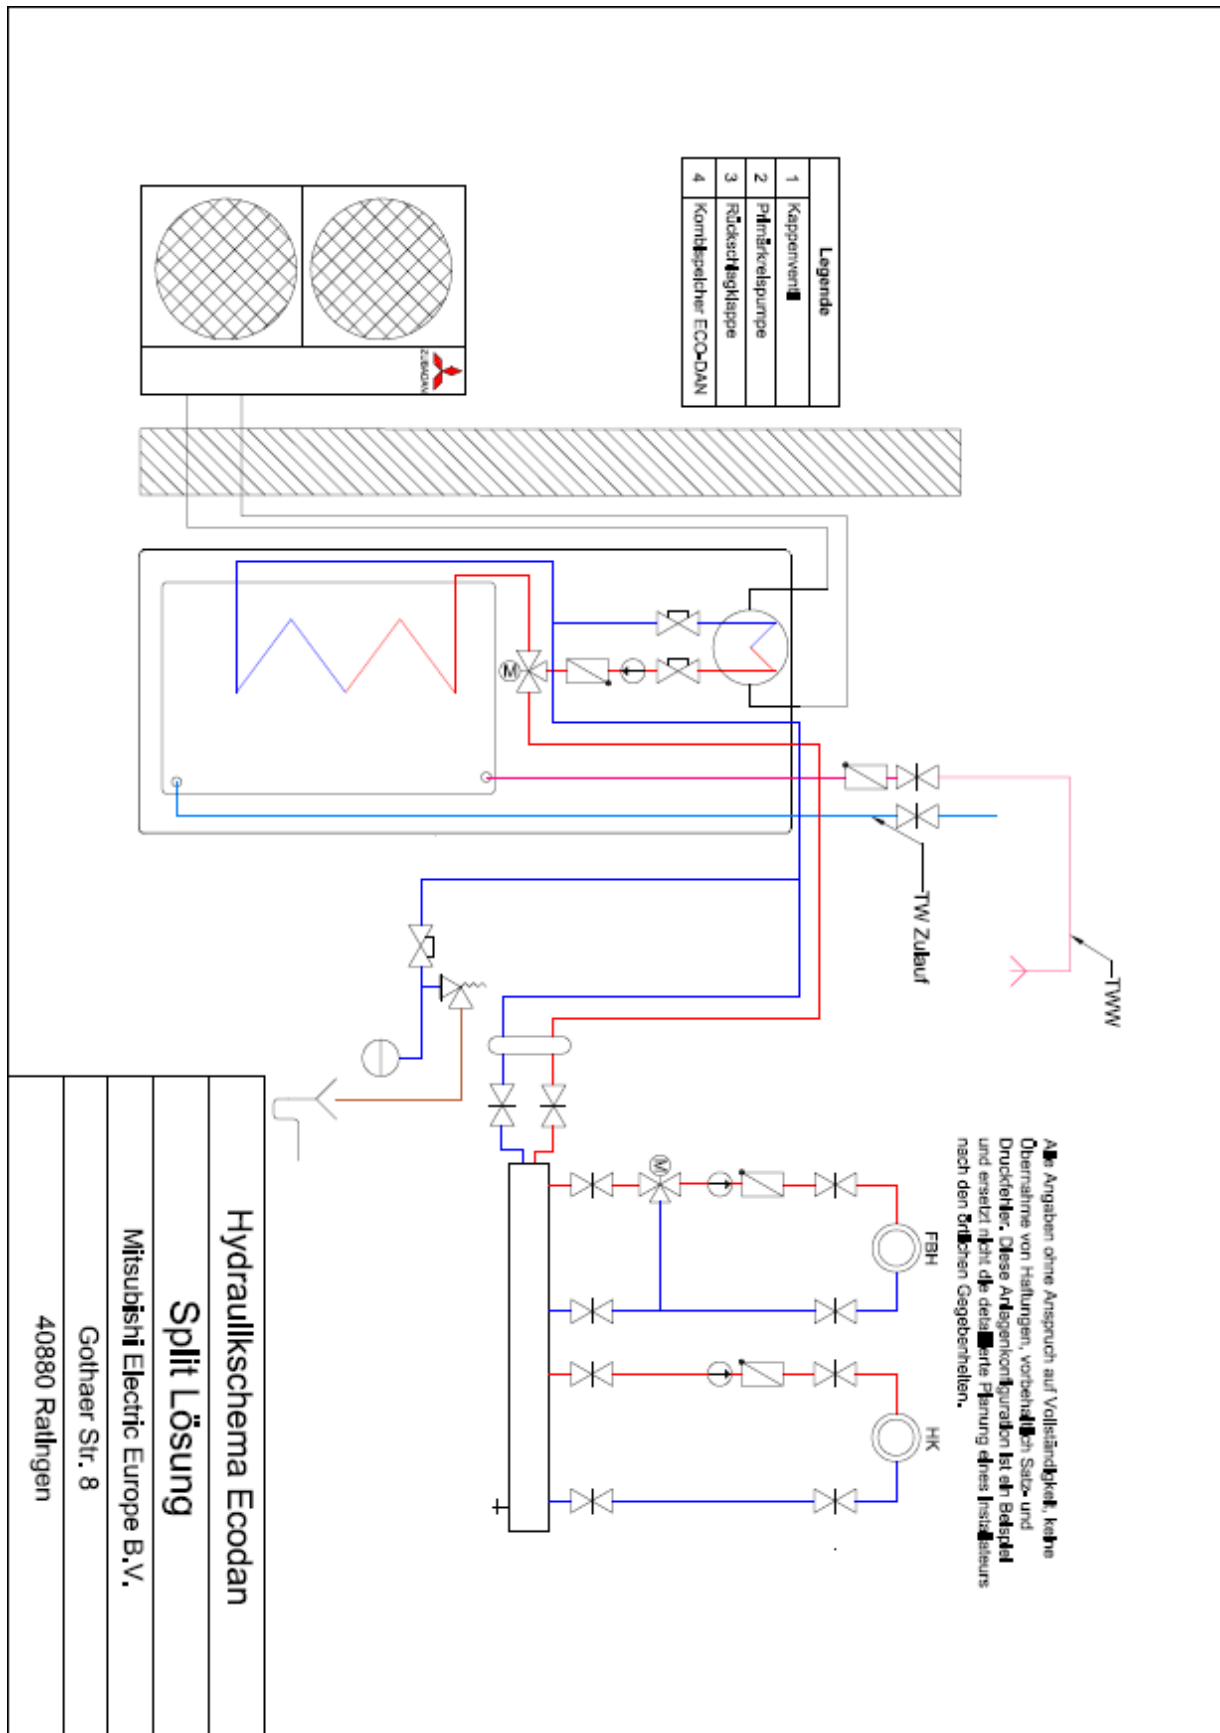 Legende
1 Kappenventil
2 Primärkreispumpe
3 Rückschlagklappe
4 Kombispeicher ECO-DAN
ZUBADAN
M
TW Zulauf
TWW
M
FBH
HK
Alle Angaben ohne Anspruch auf Vollständigkeit, keine
Übernahme von Haftungen, vorbehaltlich Satz- und
Druckfehler. Diese Anlagenkonfiguration ist ein Beispiel
und ersetzt nicht die detaillierte Planung eines Installateurs
nach den örtlichen Gegebenheiten.
Hydraulikschema Ecodan
Split Lösung
Mitsubishi Electric Europe B.V.
Gothaer Str. 8
40880 Ratingen